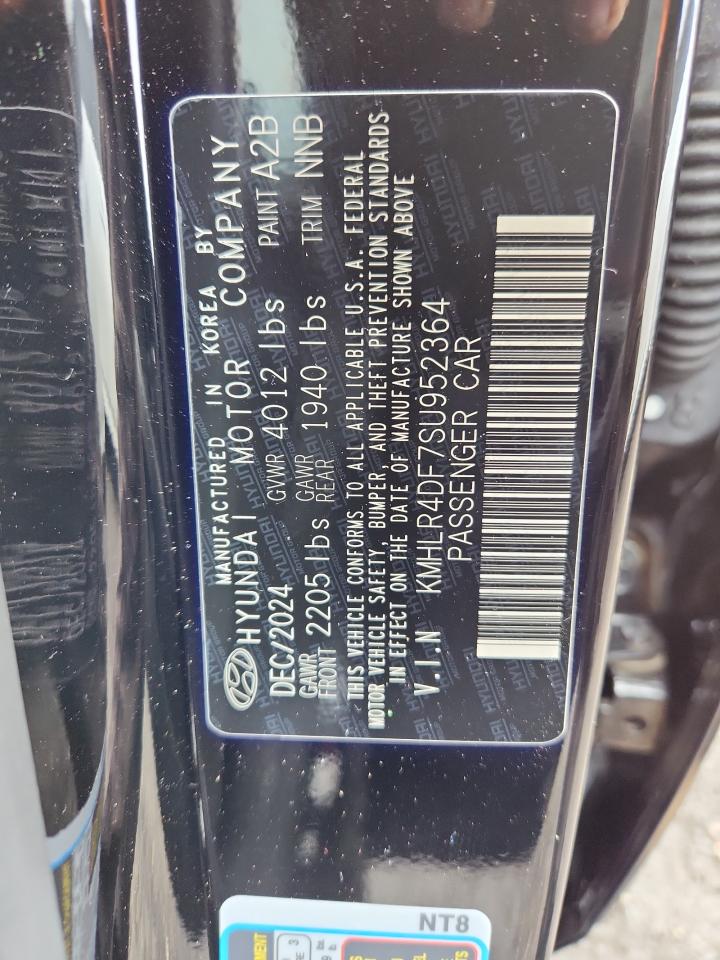 MANUFACTURED IN KOREA BY
HYUNDAI MOTOR COMPANY
DEC/2024 GVWR 4012 lbs PAINT A2B
GAWR FRONT 2205 lbs GAWR REAR 1940 lbs TRIM NNB
THIS VEHICLE CONFORMS TO ALL APPLICABLE U.S.A. FEDERAL
MOTOR VEHICLE SAFETY, BUMPER, AND THEFT PREVENTION STANDARDS
IN EFFECT ON THE DATE OF MANUFACTURE SHOWN ABOVE
V.I.N KMHLR4DF7SU952364
PASSENGER CAR
NT8